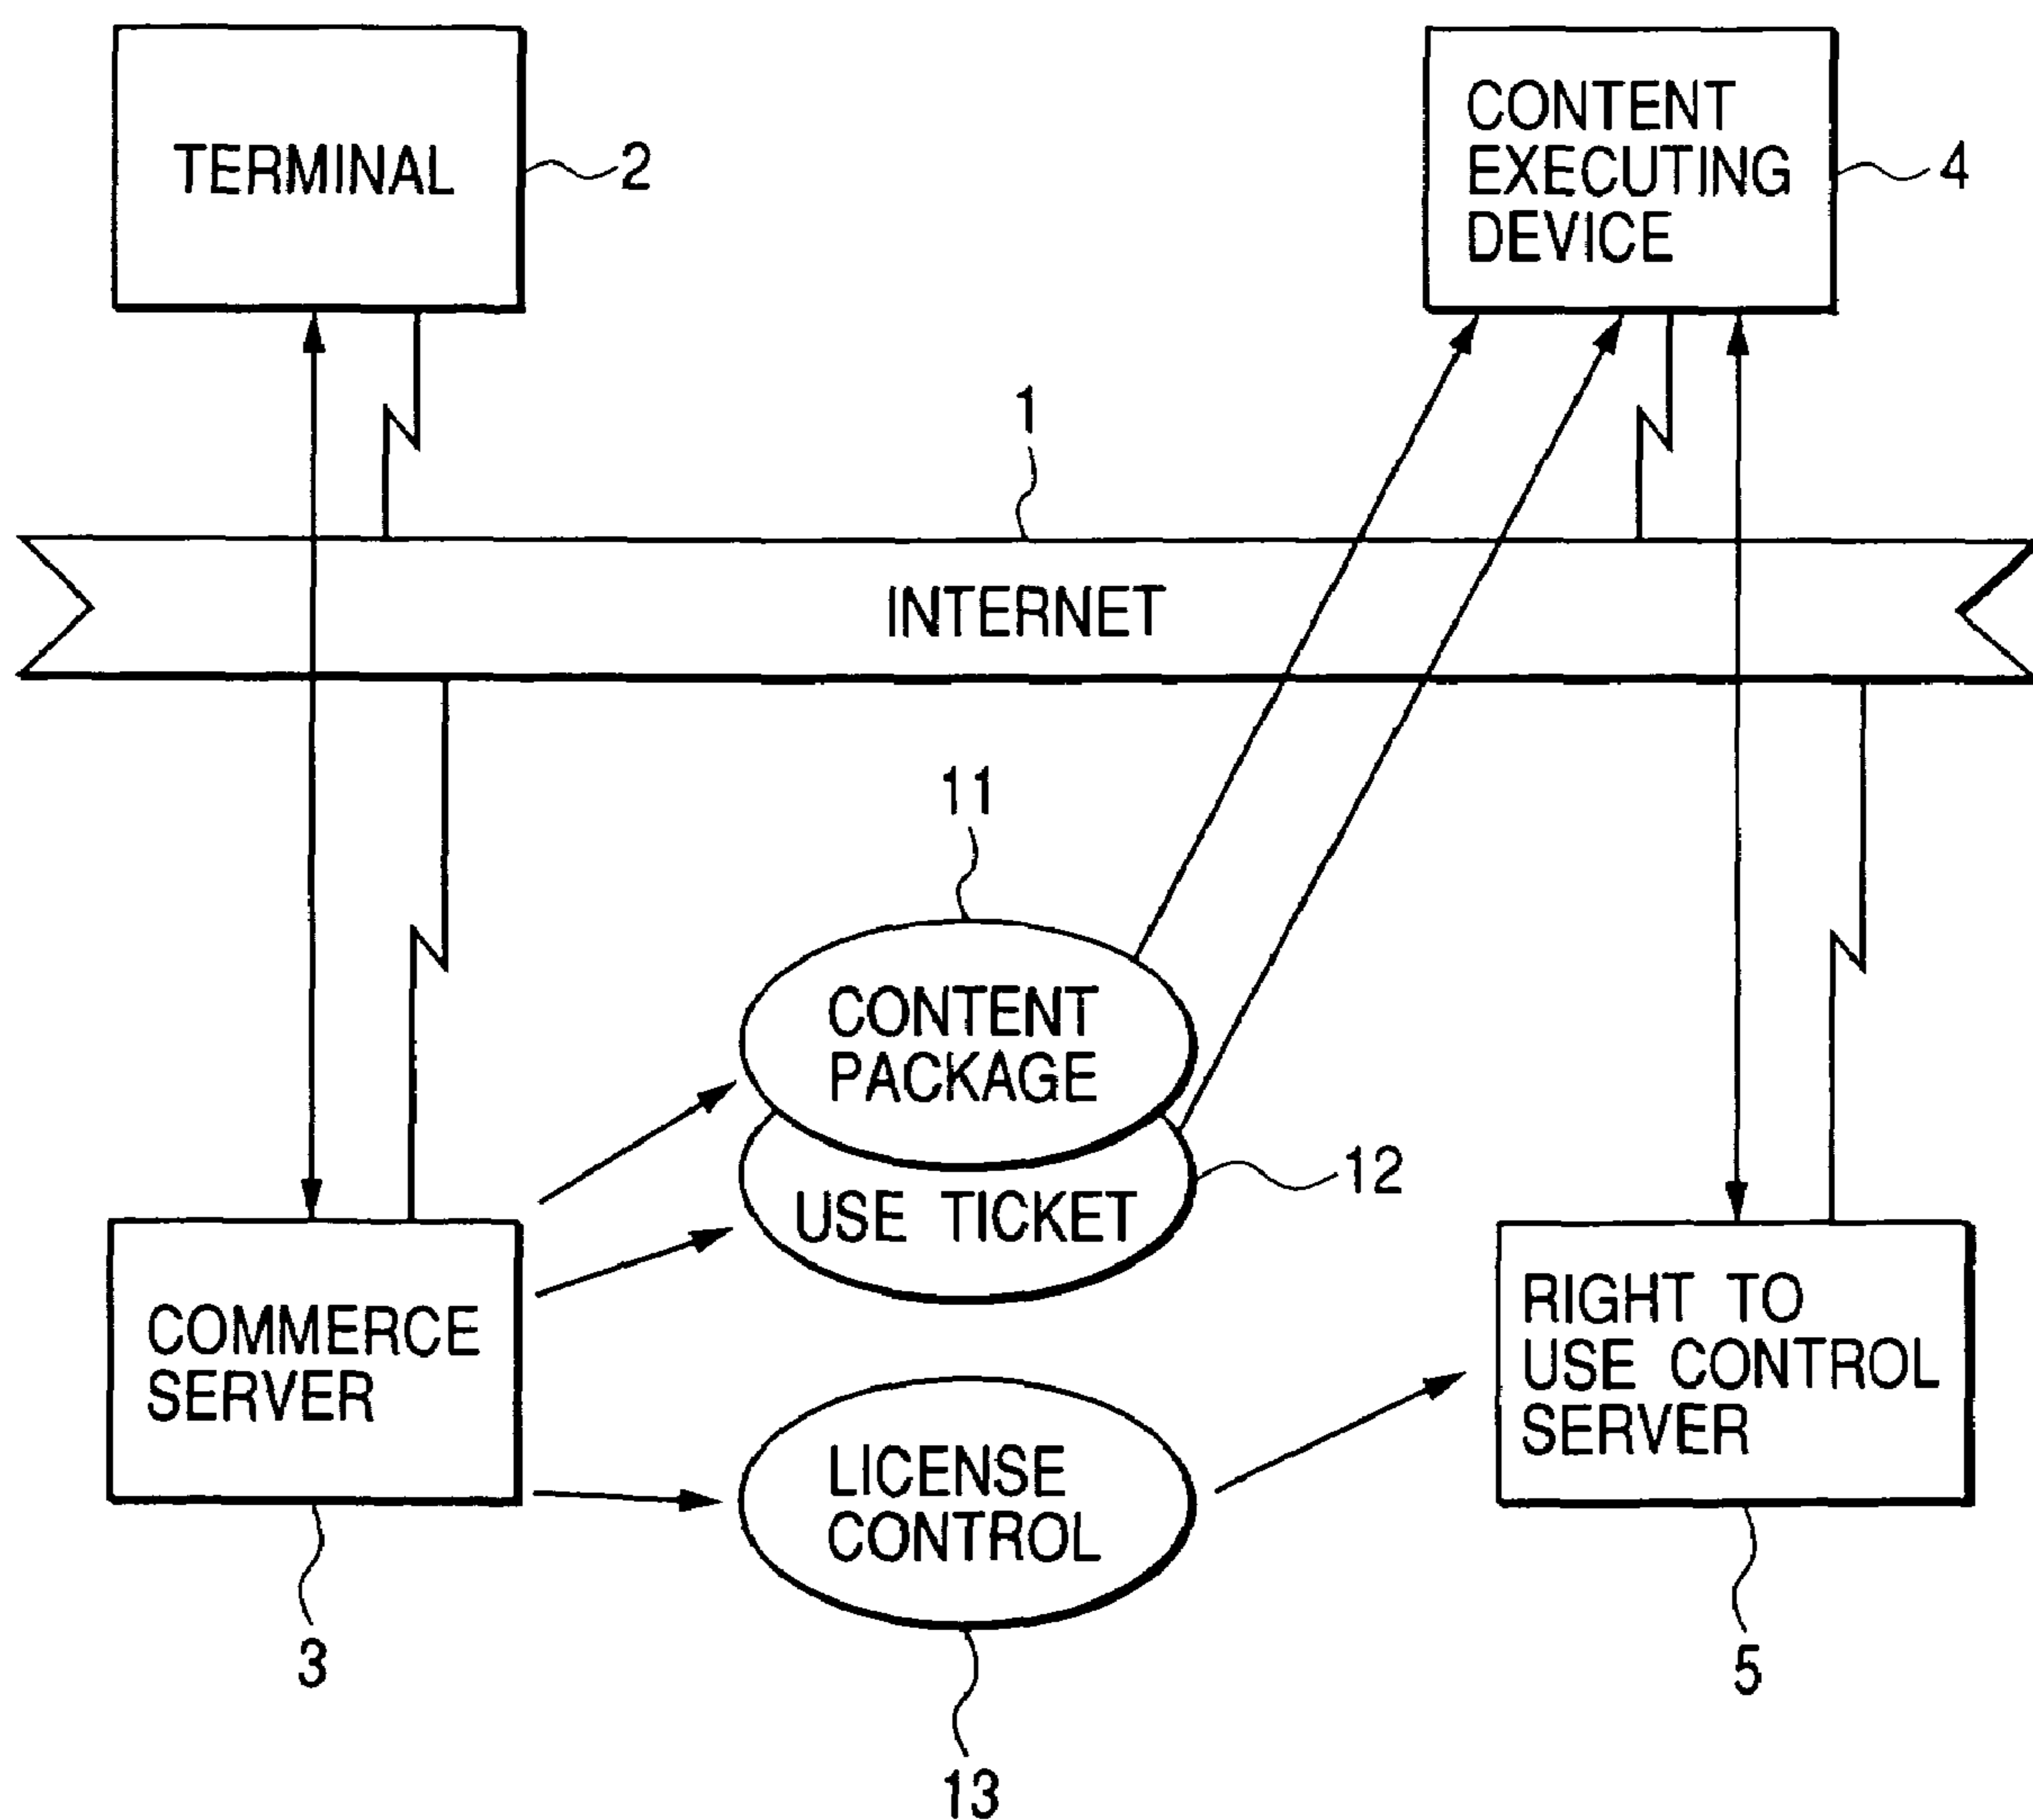 TERMINAL
2
CONTENT
EXECUTING
DEVICE
4
1
INTERNET
11
CONTENT
PACKAGE
USE TICKET
12
COMMERCE
SERVER
3
LICENSE
CONTROL
13
RIGHT TO
USE CONTROL
SERVER
5